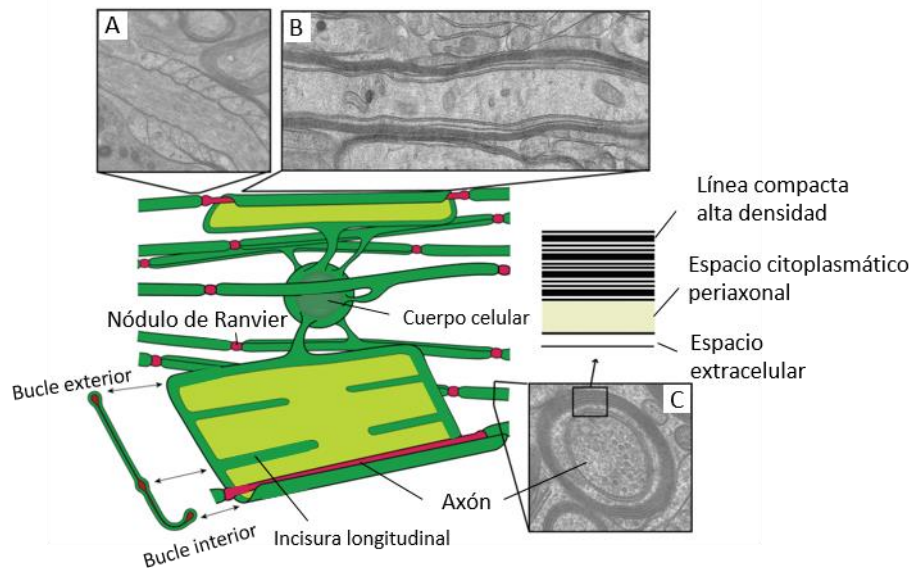 A
B
Línea compacta
alta densidad
Espacio citoplasmático
periaxonal
Nódulo de Ranvier
Cuerpo celular
Espacio
extracelular
Bucle exterior
C
Axón
Incisura longitudinal
Bucle interior